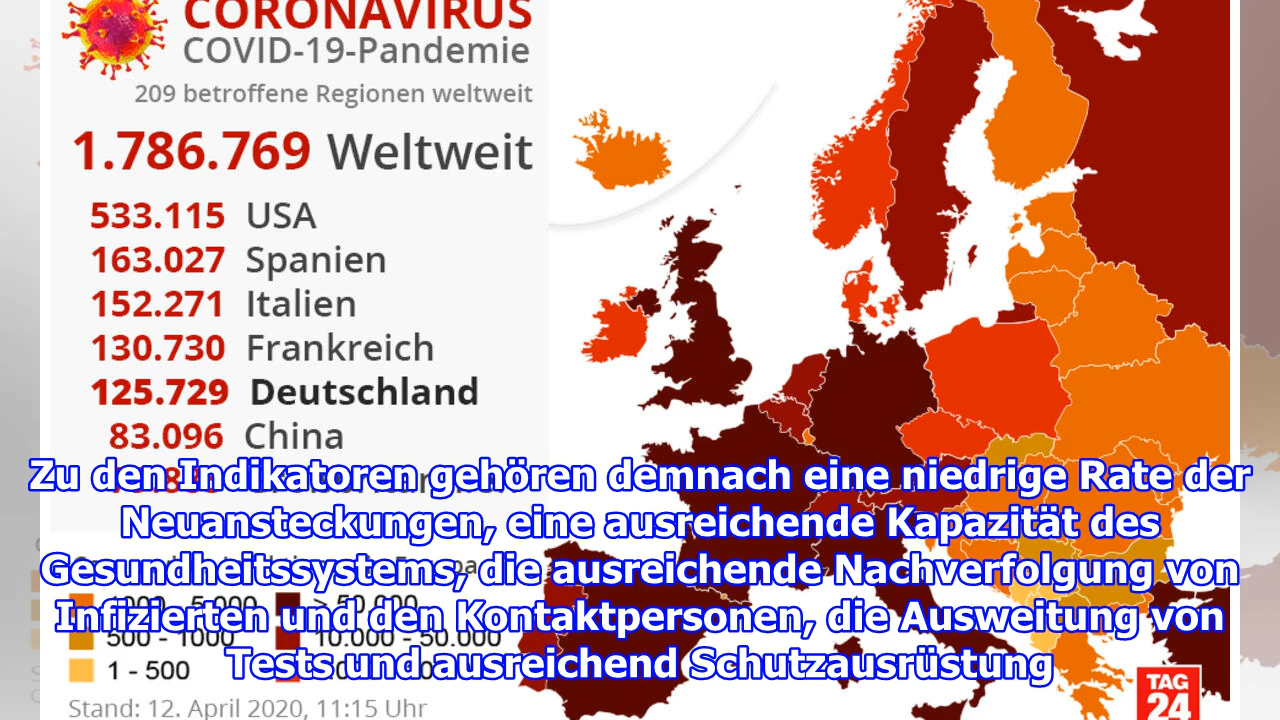 CORONAVIRUS
COVID-19-Pandemie
209 betroffene Regionen weltweit
1.786.769 Weltweit
533.115 USA
163.027 Spanien
152.271 Italien
130.730 Frankreich
125.729 Deutschland
83.096 China
Zu den Indikatoren gehören demnach eine niedrige Rate der
Neuansteckungen, eine ausreichende Kapazität des
Gesundheitssystems, die ausreichende Nachverfolgung von
Infizierten und den Kontaktpersonen, die Ausweitung von
Tests und ausreichend Schutzausrüstung
500 - 1000
10.000 - 50.000
1 - 500
Stand: 12. April 2020, 11:15 Uhr
TAG
24